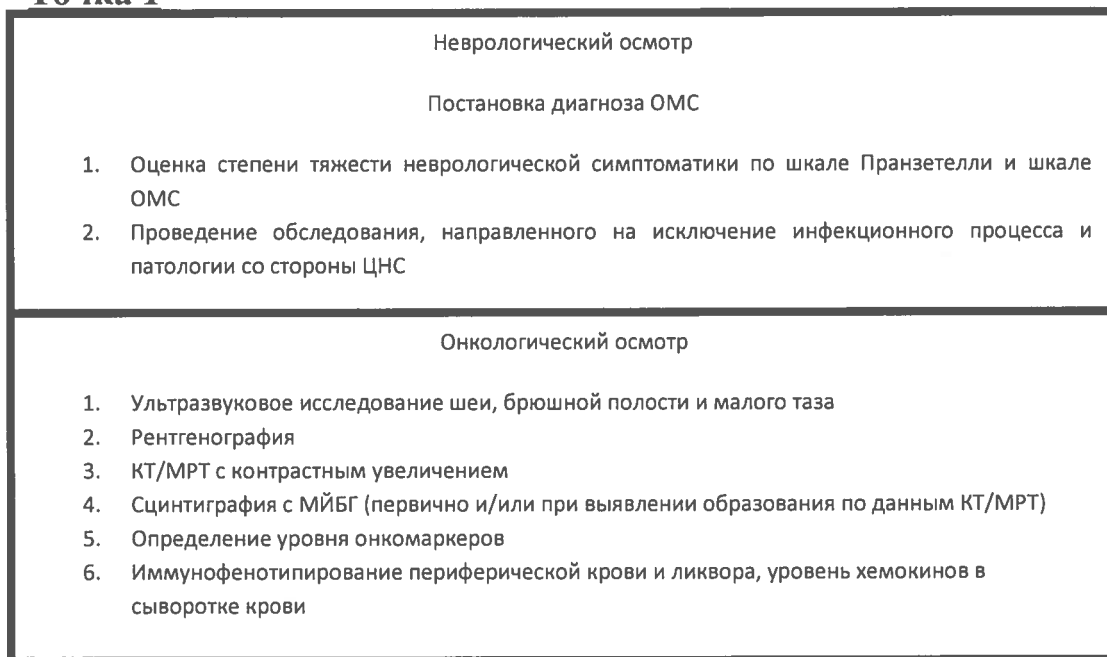 Точка 1
Неврологический осмотр
Постановка диагноза ОМС
1. Оценка степени тяжести неврологической симптоматики по шкале Пранзетелли и шкале
ОМС
2. Проведение обследования, направленного на исключение инфекционного процесса и
патологии со стороны ЦНС
Онкологический осмотр
1. Ультразвуковое исследование шеи, брюшной полости и малого таза
2. Рентгенография
3. КТ/МРТ с контрастным увеличением
4. Сцинтиграфия с МЙБГ (первично и/или при выявлении образования по данным КТ/МРТ)
5. Определение уровня онкомаркеров
6. Иммунофенотипирование периферической крови и ликвора, уровень хемокинов в
сыворотке крови